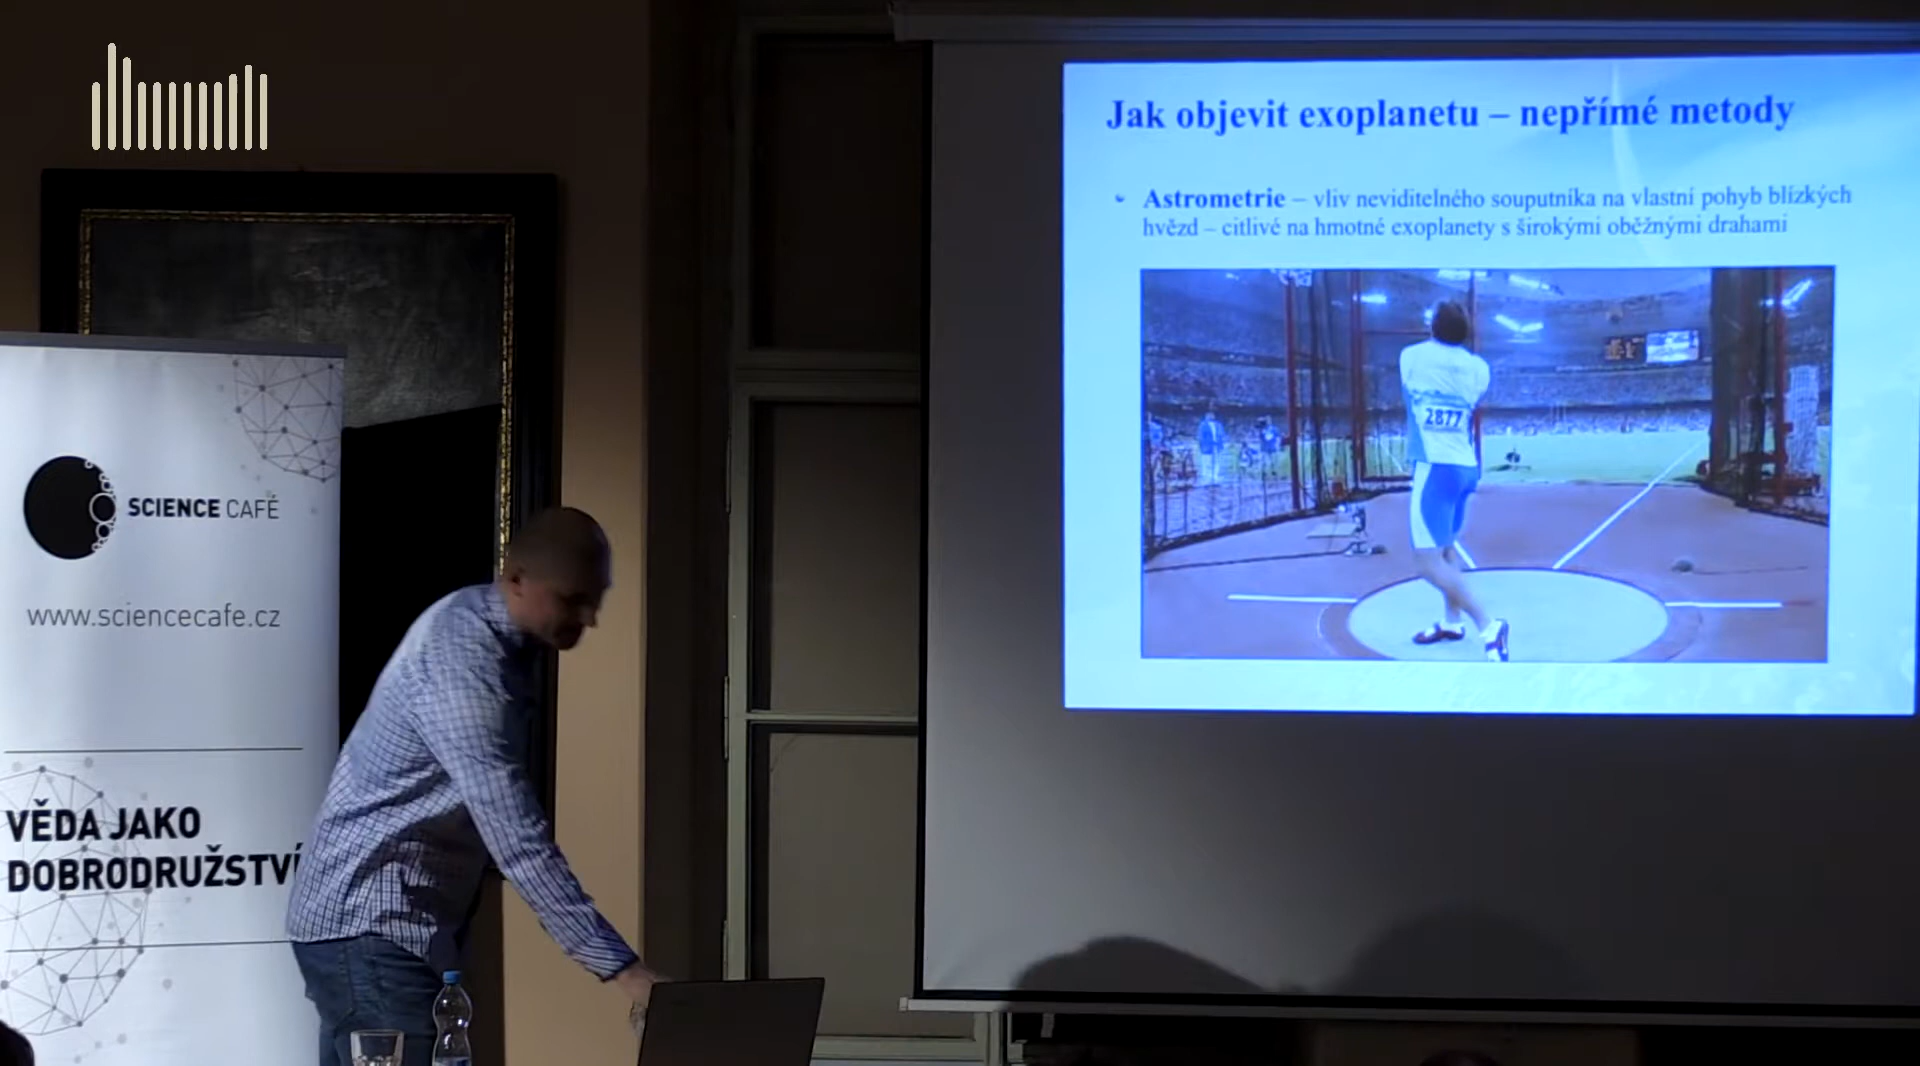 Jak objevit exoplanetu – nepřímé metody
Astrometrie – vliv neviditelného souputníka na vlastní pohyb blízkých
hvězd – citlivé na hmotné exoplanety s širokými oběžnými drahami
2877
SCIENCE CAFÉ
www.sciencecafe.cz
VĚDA JAKO
DOBRODRUŽSTVÍ